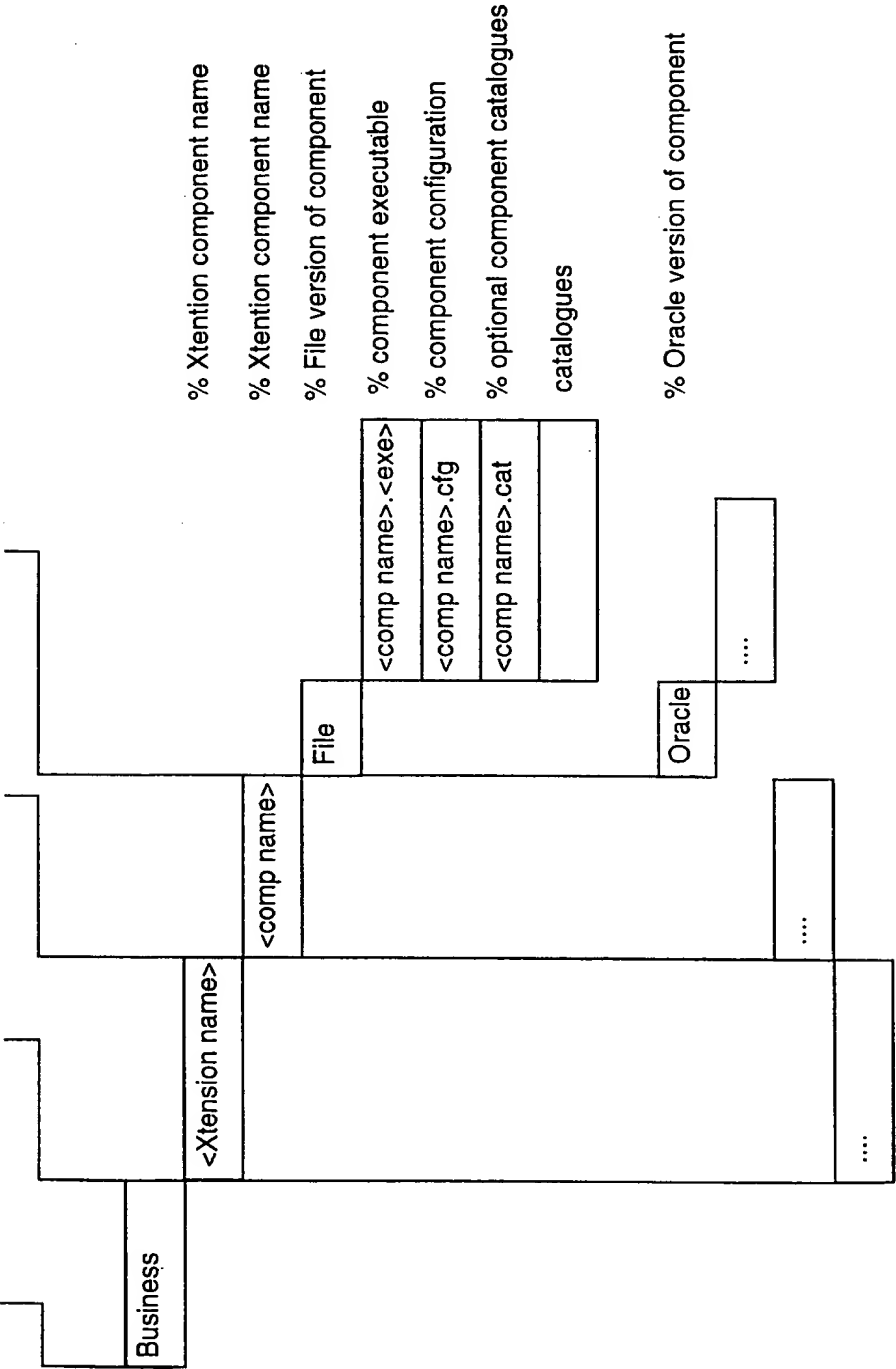 Business
<Xtension name> % Xtention component name
<comp name> % Xtention component name
File % File version of component
<comp name>.<exe> % component executable
<comp name>.cfg % component configuration
<comp name>.cat % optional component catalogues
catalogues
Oracle % Oracle version of component
....
....
....